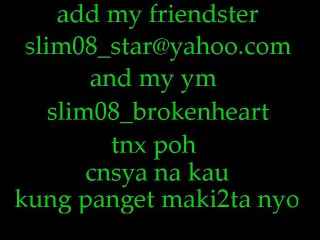 add my friendster
slim08_star@yahoo.com
and my ym
slim08_brokenheart
tnx poh
cnsya na kau
kung panget maki2ta nyo